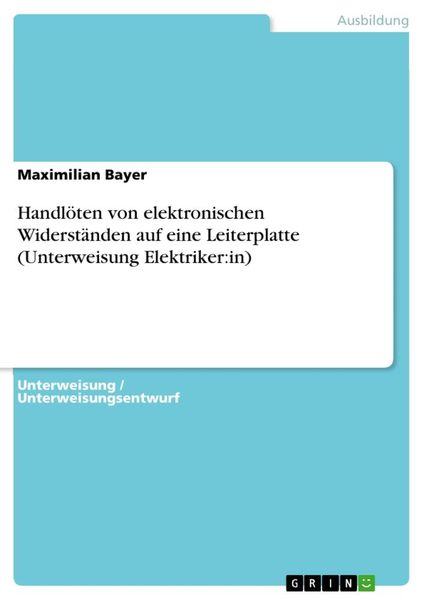 Ausbildung
Maximilian Bayer
Handlöten von elektronischen
Widerständen auf eine Leiterplatte
(Unterweisung Elektriker:in)
Unterweisung /
Unterweisungsentwurf
GRIN